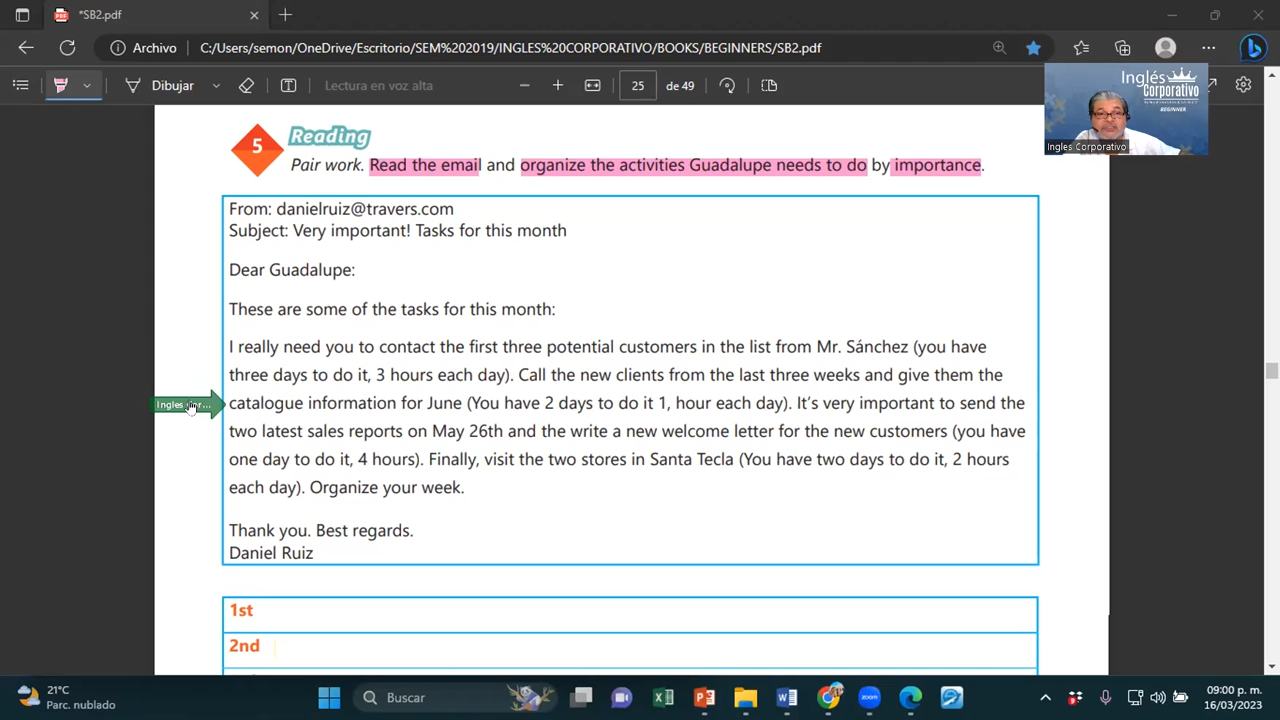 *SB2.pdf
Archivo C:/Users/semon/OneDrive/Escritorio/SEM%202019/INGLES%20CORPORATIVO/BOOKS/BEGINNERS/SB2.pdf
Dibujar Lectura en voz alta 25 de 49
Inglés
Corporativo
BEGINNER
Ingles Corporativo
5 Reading
Pair work. Read the email and organize the activities Guadalupe needs to do by importance.
From: danielruiz@travers.com
Subject: Very important! Tasks for this month
Dear Guadalupe:
These are some of the tasks for this month:
I really need you to contact the first three potential customers in the list from Mr. Sánchez (you have
three days to do it, 3 hours each day). Call the new clients from the last three weeks and give them the
catalogue information for June (You have 2 days to do it 1, hour each day). It's very important to send the
two latest sales reports on May 26th and the write a new welcome letter for the new customers (you have
one day to do it, 4 hours). Finally, visit the two stores in Santa Tecla (You have two days to do it, 2 hours
each day). Organize your week.
Thank you. Best regards.
Daniel Ruiz
1st
2nd
21°C
Parc. nublado
Buscar
09:00 p. m.
16/03/2023